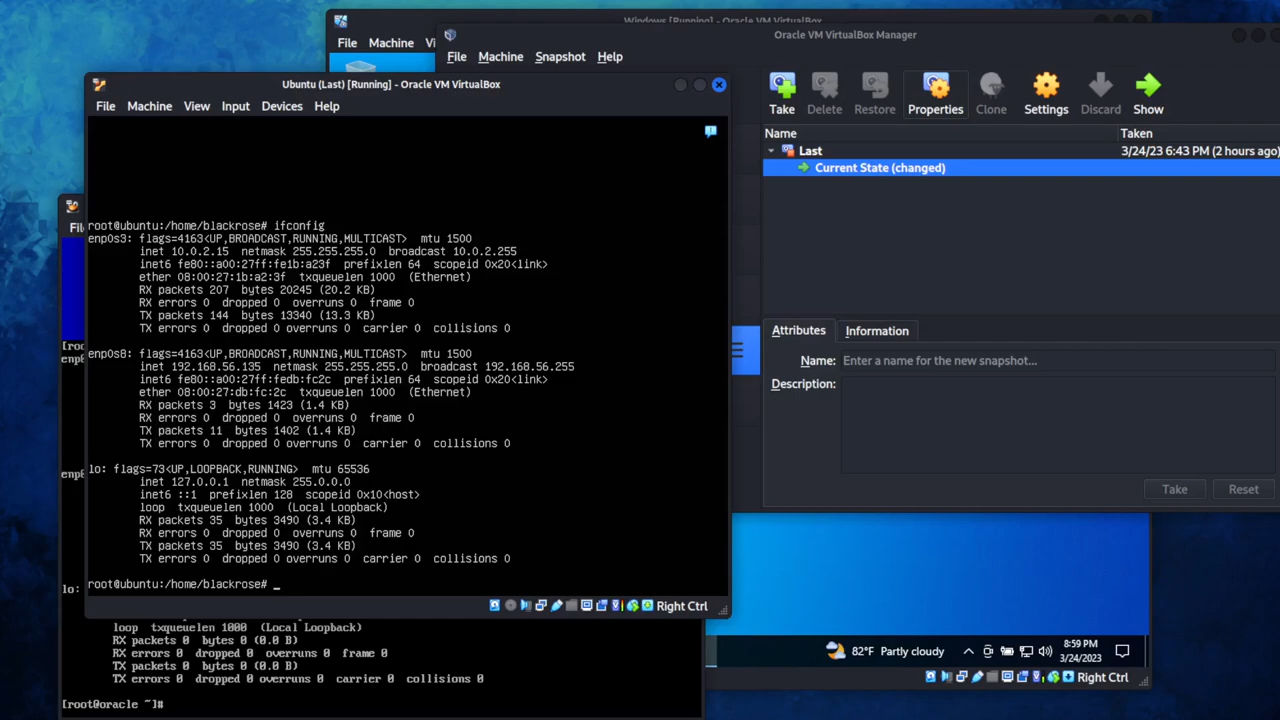 Windows [Running] - Oracle VM VirtualBox
File Machine Vi
Oracle VM VirtualBox Manager
File Machine Snapshot Help
Take Delete Restore Properties Clone Settings Discard Show
Name Taken
Last 3/24/23 6:43 PM (2 hours ago)
Current State (changed)
Attributes Information
Name: Enter a name for the new snapshot...
Description:
Take Reset
Ubuntu (Last) [Running] - Oracle VM VirtualBox
File Machine View Input Devices Help
root@ubuntu:/home/blackrose# ifconfig
enp0s3: flags=4163<UP,BROADCAST,RUNNING,MULTICAST> mtu 1500
inet 10.0.2.15 netmask 255.255.255.0 broadcast 10.0.2.255
inet6 fe80::a00:27ff:fe1b:a23f prefixlen 64 scopeid 0x20<link>
ether 08:00:27:1b:a2:3f txqueuelen 1000 (Ethernet)
RX packets 207 bytes 20245 (20.2 KB)
RX errors 0 dropped 0 overruns 0 frame 0
TX packets 144 bytes 13340 (13.3 KB)
TX errors 0 dropped 0 overruns 0 carrier 0 collisions 0
enp0s8: flags=4163<UP,BROADCAST,RUNNING,MULTICAST> mtu 1500
inet 192.168.56.135 netmask 255.255.255.0 broadcast 192.168.56.255
inet6 fe80::a00:27ff:fedb:fc2c prefixlen 64 scopeid 0x20<link>
ether 08:00:27:db:fc:2c txqueuelen 1000 (Ethernet)
RX packets 3 bytes 1423 (1.4 KB)
RX errors 0 dropped 0 overruns 0 frame 0
TX packets 11 bytes 1402 (1.4 KB)
TX errors 0 dropped 0 overruns 0 carrier 0 collisions 0
lo: flags=73<UP,LOOPBACK,RUNNING> mtu 65536
inet 127.0.0.1 netmask 255.0.0.0
inet6 ::1 prefixlen 128 scopeid 0x10<host>
loop txqueuelen 1000 (Local Loopback)
RX packets 35 bytes 3490 (3.4 KB)
RX errors 0 dropped 0 overruns 0 frame 0
TX packets 35 bytes 3490 (3.4 KB)
TX errors 0 dropped 0 overruns 0 carrier 0 collisions 0
root@ubuntu:/home/blackrose# _
Right Ctrl
Fil
[roo
enp0
enp0
lo:
loop txqueuelen 1000 (Local Loopback)
RX packets 0 bytes 0 (0.0 B)
RX errors 0 dropped 0 overruns 0 frame 0
TX packets 0 bytes 0 (0.0 B)
TX errors 0 dropped 0 overruns 0 carrier 0 collisions 0
[root@oracle ~]#
82°F Partly cloudy
8:59 PM
3/24/2023
Right Ctrl